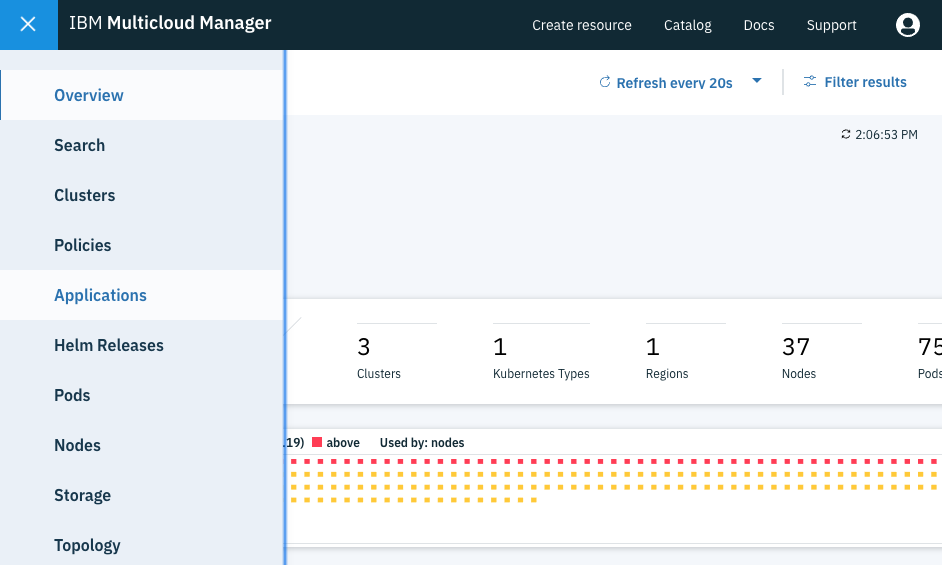 IBM Multicloud Manager
Create resource Catalog Docs Support
Overview
Search
Clusters
Policies
Applications
Helm Releases
Pods
Nodes
Storage
Topology
Refresh every 20s
Filter results
2:06:53 PM
3
Clusters
1
Kubernetes Types
1
Regions
37
Nodes
75
Pods
19) above Used by: nodes